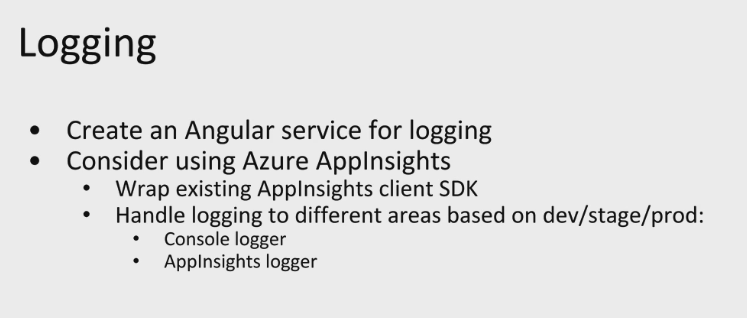 Logging
• Create an Angular service for logging
• Consider using Azure AppInsights
• Wrap existing AppInsights client SDK
• Handle logging to different areas based on dev/stage/prod:
• Console logger
• AppInsights logger